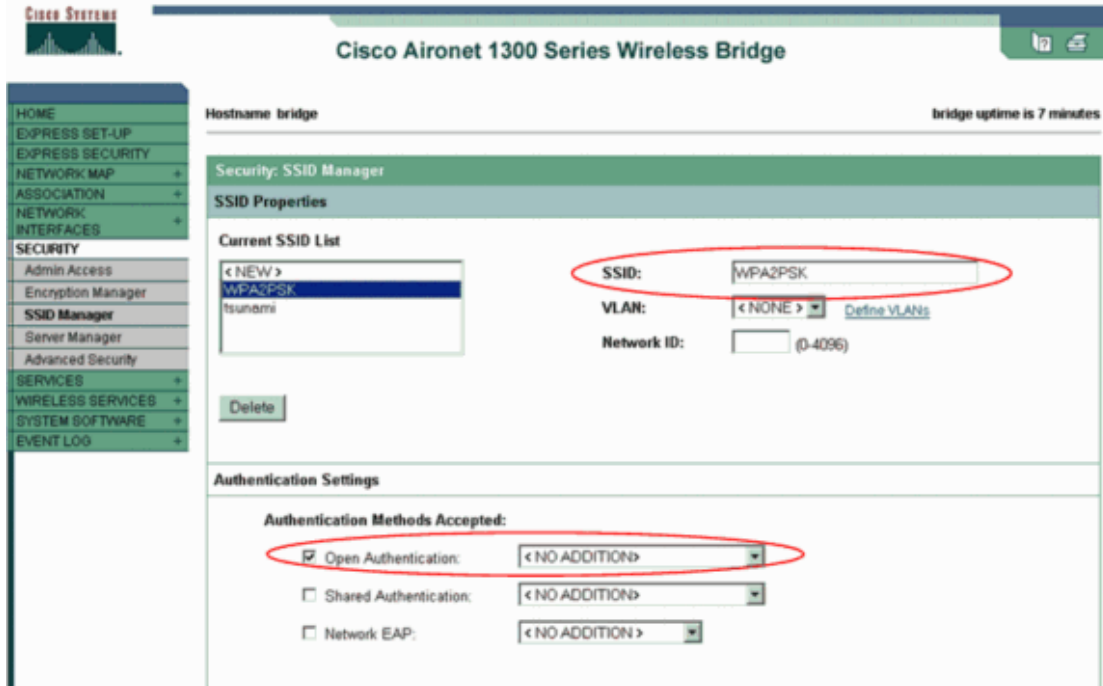 CISCO SYSTEMS
Cisco Aironet 1300 Series Wireless Bridge
HOME
EXPRESS SET-UP
EXPRESS SECURITY
NETWORK MAP +
ASSOCIATION +
NETWORK INTERFACES +
SECURITY
Admin Access
Encryption Manager
SSID Manager
Server Manager
Advanced Security
SERVICES +
WIRELESS SERVICES +
SYSTEM SOFTWARE +
EVENT LOG +
Hostname bridge
bridge uptime is 7 minutes
Security: SSID Manager
SSID Properties
Current SSID List
< NEW >
WPA2PSK
tsunami
Delete
SSID: WPA2PSK
VLAN: < NONE > Define VLANs
Network ID: (0-4096)
Authentication Settings
Authentication Methods Accepted:
Open Authentication: < NO ADDITION>
Shared Authentication: < NO ADDITION>
Network EAP: < NO ADDITION >